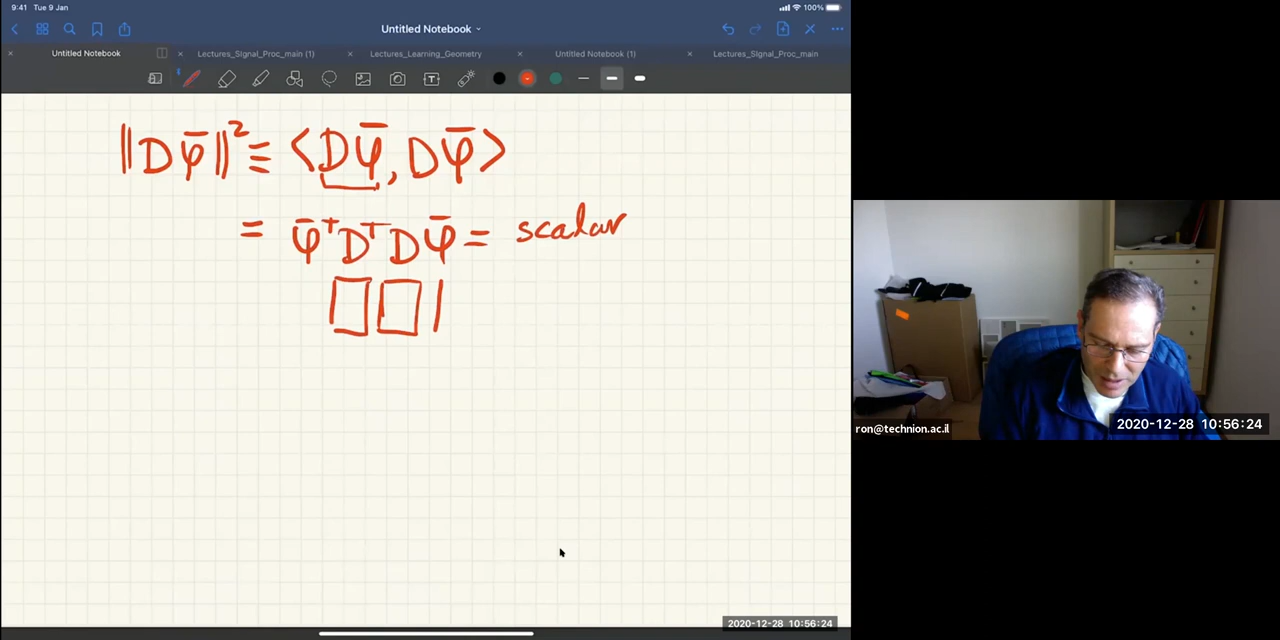 9:41 Tue 9 Jan
100%
Untitled Notebook
Untitled Notebook
Lectures_Signal_Proc_main (1)
Lectures_Learning_Geometry
Untitled Notebook (1)
Lectures_Signal_Proc_main
‖Dφ̄‖² ≡ ⟨Dφ̄, Dφ̄⟩
= φ̄ᵀDᵀDφ̄ = scalar
ron@technion.ac.il
2020-12-28 10:56:24
2020-12-28 10:56:24